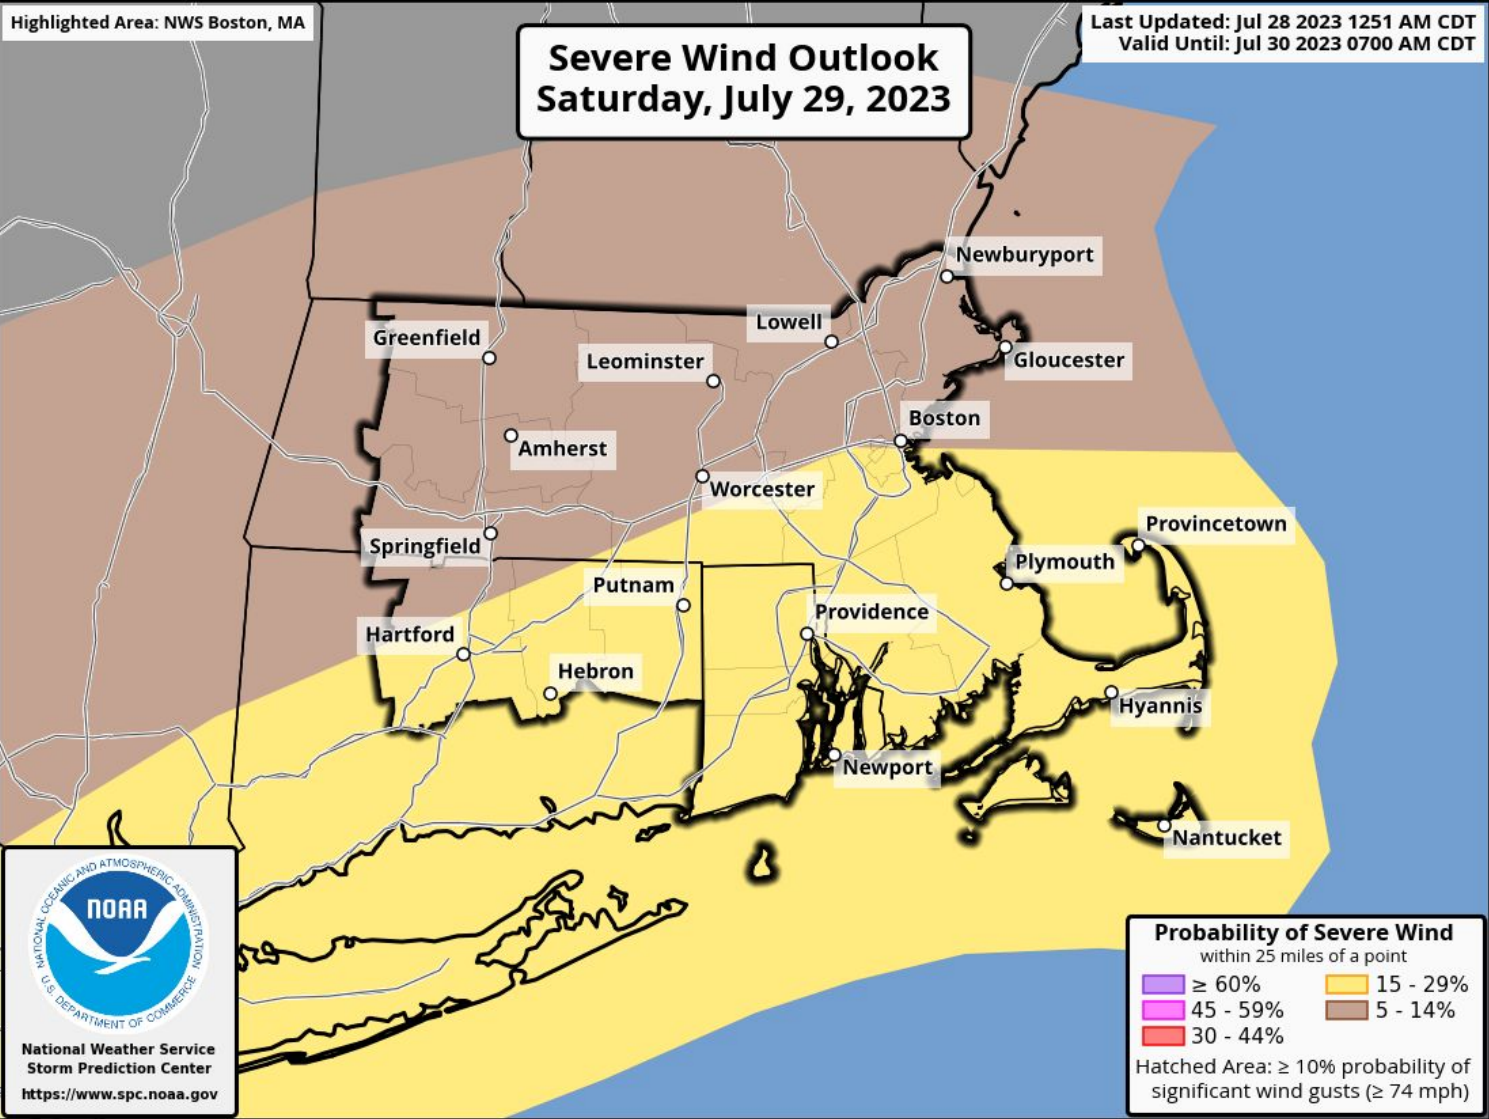 Highlighted Area: NWS Boston, MA
Severe Wind Outlook
Saturday, July 29, 2023
Last Updated: Jul 28 2023 1251 AM CDT
Valid Until: Jul 30 2023 0700 AM CDT
Newburyport
Lowell
Greenfield
Leominster
Gloucester
Boston
Amherst
Worcester
Provincetown
Springfield
Plymouth
Putnam
Providence
Hartford
Hebron
Hyannis
Newport
Nantucket
NATIONAL OCEANIC AND ATMOSPHERIC ADMINISTRATION
NOAA
U.S. DEPARTMENT OF COMMERCE
National Weather Service
Storm Prediction Center
https://www.spc.noaa.gov
Probability of Severe Wind
within 25 miles of a point
≥ 60% 15 - 29%
45 - 59% 5 - 14%
30 - 44%
Hatched Area: ≥ 10% probability of
significant wind gusts (≥ 74 mph)